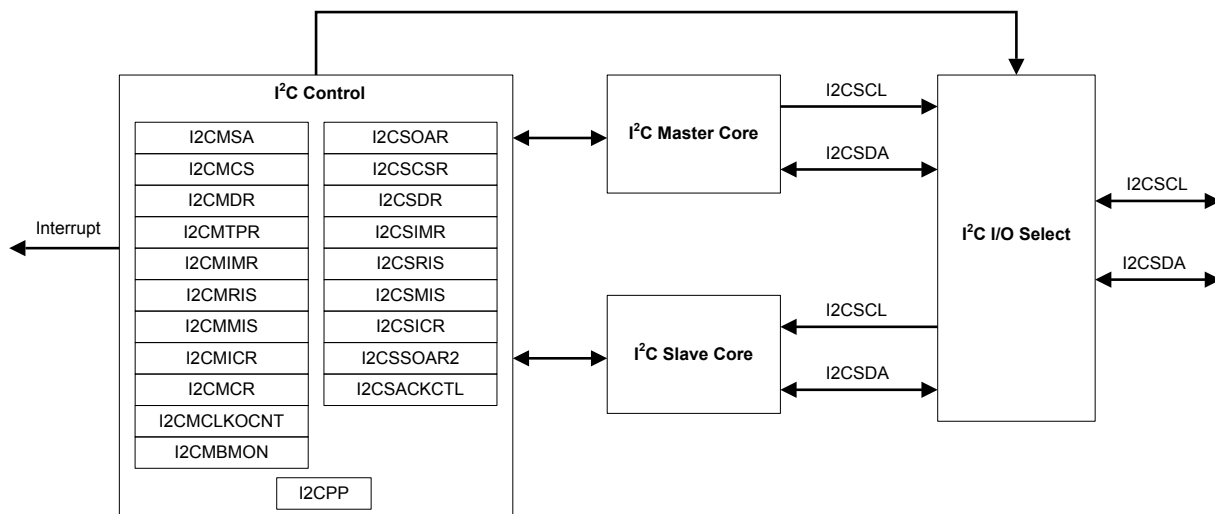 I²C Control
I2CMSA
I2CMCS
I2CMDR
I2CMTPR
I2CMIMR
I2CMRIS
I2CMMIS
I2CMICR
I2CMCR
I2CMCLKOCNT
I2CMBMON
I2CSOAR
I2CSCSR
I2CSDR
I2CSIMR
I2CSRIS
I2CSMIS
I2CSICR
I2CSSOAR2
I2CSACKCTL
I2CPP
Interrupt
I²C Master Core
I2CSCL
I2CSDA
I²C Slave Core
I2CSCL
I2CSDA
I²C I/O Select
I2CSCL
I2CSDA